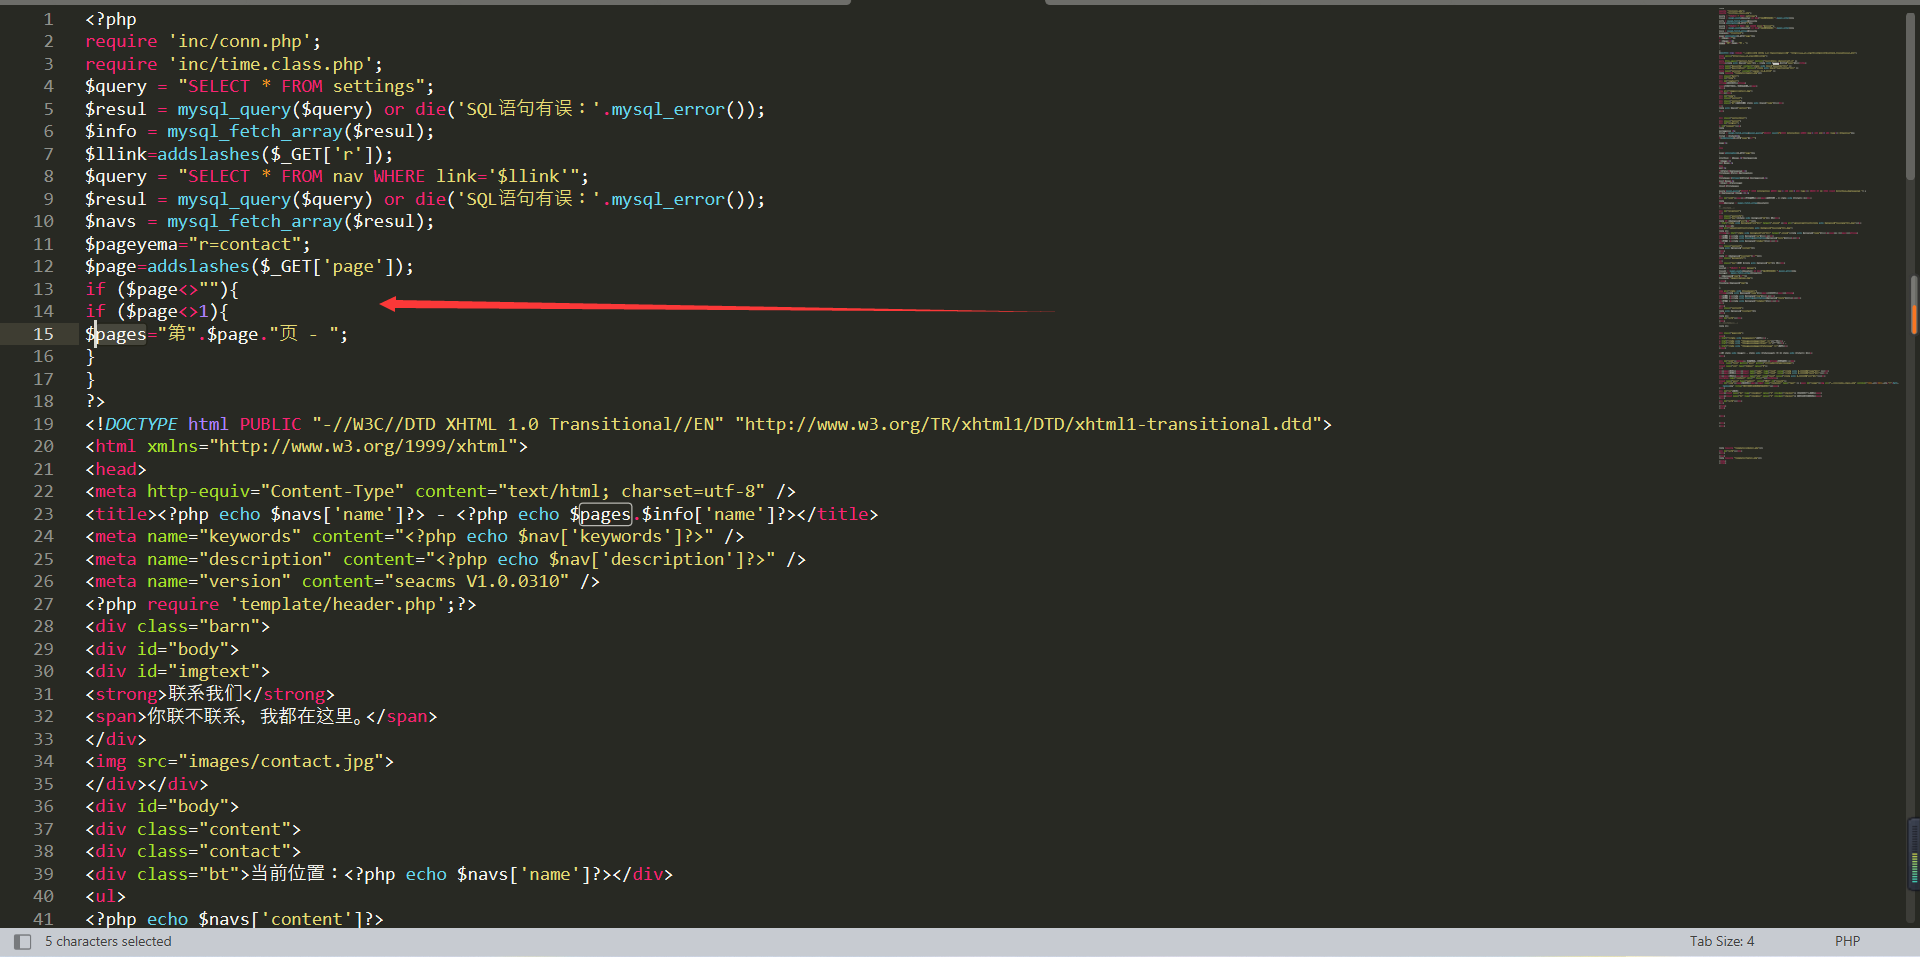 1 <?php
2 require 'inc/conn.php';
3 require 'inc/time.class.php';
4 $query = "SELECT * FROM settings";
5 $resul = mysql_query($query) or die('SQL语句有误：'.mysql_error());
6 $info = mysql_fetch_array($resul);
7 $llink=addslashes($_GET['r']);
8 $query = "SELECT * FROM nav WHERE link='$llink'";
9 $resul = mysql_query($query) or die('SQL语句有误：'.mysql_error());
10 $navs = mysql_fetch_array($resul);
11 $pageyema="r=contact";
12 $page=addslashes($_GET['page']);
13 if ($page<>""){
14 if ($page<>1){
15 $pages="第".$page."页 - ";
16 }
17 }
18 ?>
19 <!DOCTYPE html PUBLIC "-//W3C//DTD XHTML 1.0 Transitional//EN" "http://www.w3.org/TR/xhtml1/DTD/xhtml1-transitional.dtd">
20 <html xmlns="http://www.w3.org/1999/xhtml">
21 <head>
22 <meta http-equiv="Content-Type" content="text/html; charset=utf-8" />
23 <title><?php echo $navs['name']?> - <?php echo $pages.$info['name']?></title>
24 <meta name="keywords" content="<?php echo $nav['keywords']?>" />
25 <meta name="description" content="<?php echo $nav['description']?>" />
26 <meta name="version" content="seacms V1.0.0310" />
27 <?php require 'template/header.php';?>
28 <div class="barn">
29 <div id="body">
30 <div id="imgtext">
31 <strong>联系我们</strong>
32 <span>你联不联系，我都在这里。</span>
33 </div>
34 <img src="images/contact.jpg">
35 </div></div>
36 <div id="body">
37 <div class="content">
38 <div class="contact">
39 <div class="bt">当前位置：<?php echo $navs['name']?></div>
40 <ul>
41 <?php echo $navs['content']?>
5 characters selected
Tab Size: 4
PHP